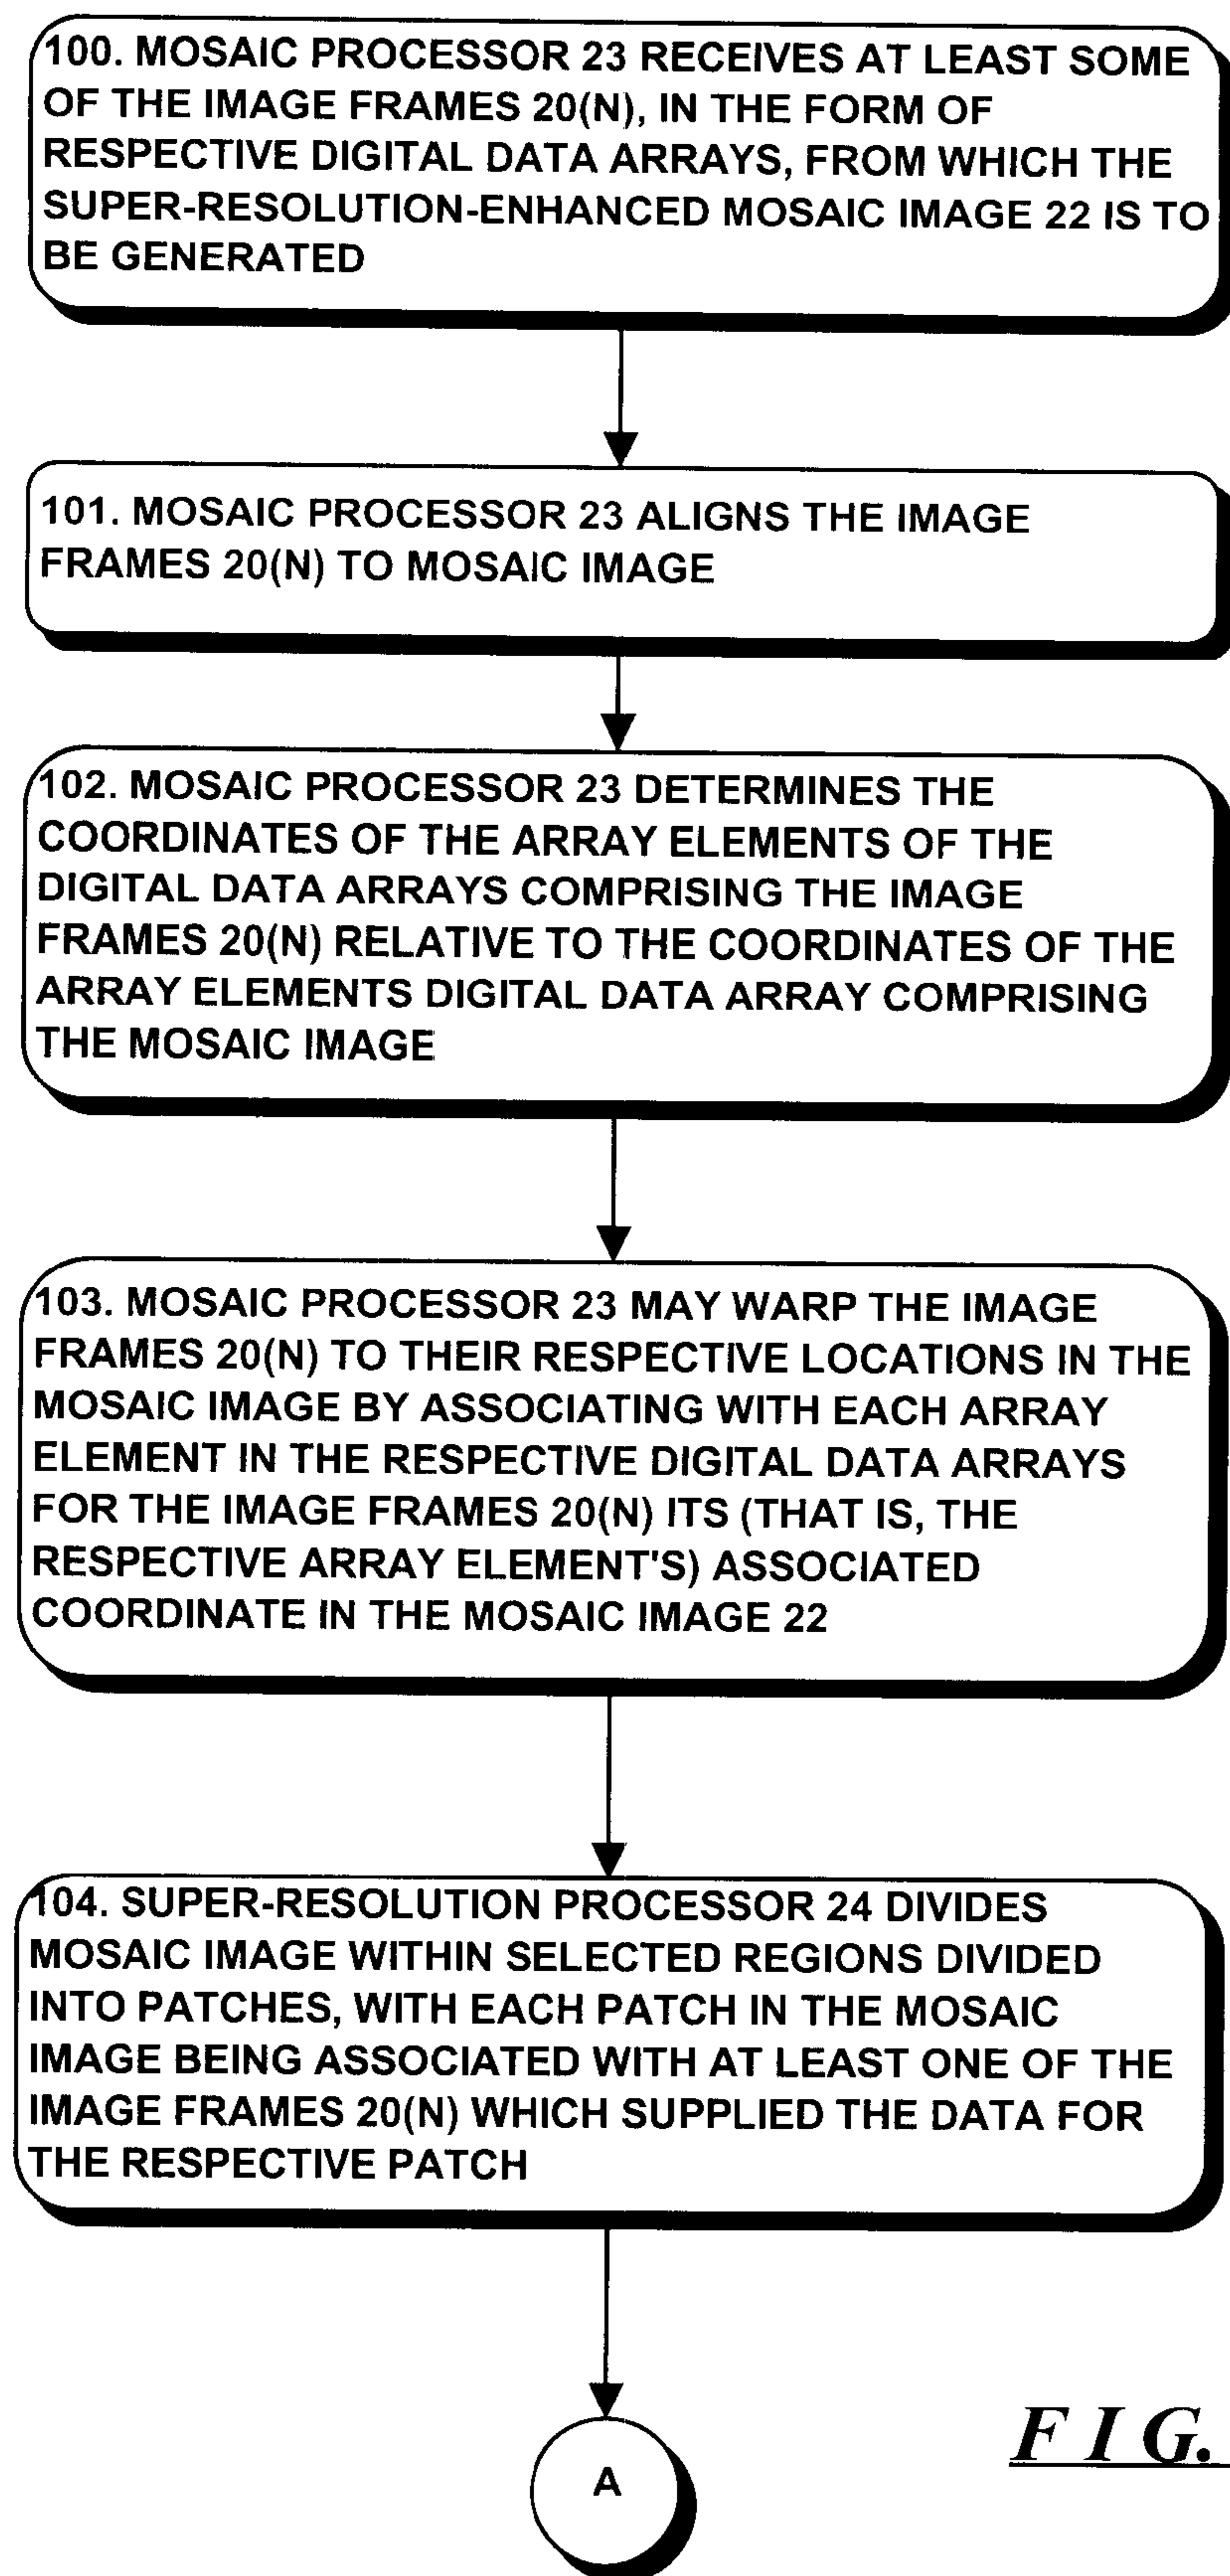 100. MOSAIC PROCESSOR 23 RECEIVES AT LEAST SOME
OF THE IMAGE FRAMES 20(N), IN THE FORM OF
RESPECTIVE DIGITAL DATA ARRAYS, FROM WHICH THE
SUPER-RESOLUTION-ENHANCED MOSAIC IMAGE 22 IS TO
BE GENERATED
101. MOSAIC PROCESSOR 23 ALIGNS THE IMAGE
FRAMES 20(N) TO MOSAIC IMAGE
102. MOSAIC PROCESSOR 23 DETERMINES THE
COORDINATES OF THE ARRAY ELEMENTS OF THE
DIGITAL DATA ARRAYS COMPRISING THE IMAGE
FRAMES 20(N) RELATIVE TO THE COORDINATES OF THE
ARRAY ELEMENTS DIGITAL DATA ARRAY COMPRISING
THE MOSAIC IMAGE
103. MOSAIC PROCESSOR 23 MAY WARP THE IMAGE
FRAMES 20(N) TO THEIR RESPECTIVE LOCATIONS IN THE
MOSAIC IMAGE BY ASSOCIATING WITH EACH ARRAY
ELEMENT IN THE RESPECTIVE DIGITAL DATA ARRAYS
FOR THE IMAGE FRAMES 20(N) ITS (THAT IS, THE
RESPECTIVE ARRAY ELEMENT'S) ASSOCIATED
COORDINATE IN THE MOSAIC IMAGE 22
104. SUPER-RESOLUTION PROCESSOR 24 DIVIDES
MOSAIC IMAGE WITHIN SELECTED REGIONS DIVIDED
INTO PATCHES, WITH EACH PATCH IN THE MOSAIC
IMAGE BEING ASSOCIATED WITH AT LEAST ONE OF THE
IMAGE FRAMES 20(N) WHICH SUPPLIED THE DATA FOR
THE RESPECTIVE PATCH
FIG.
A